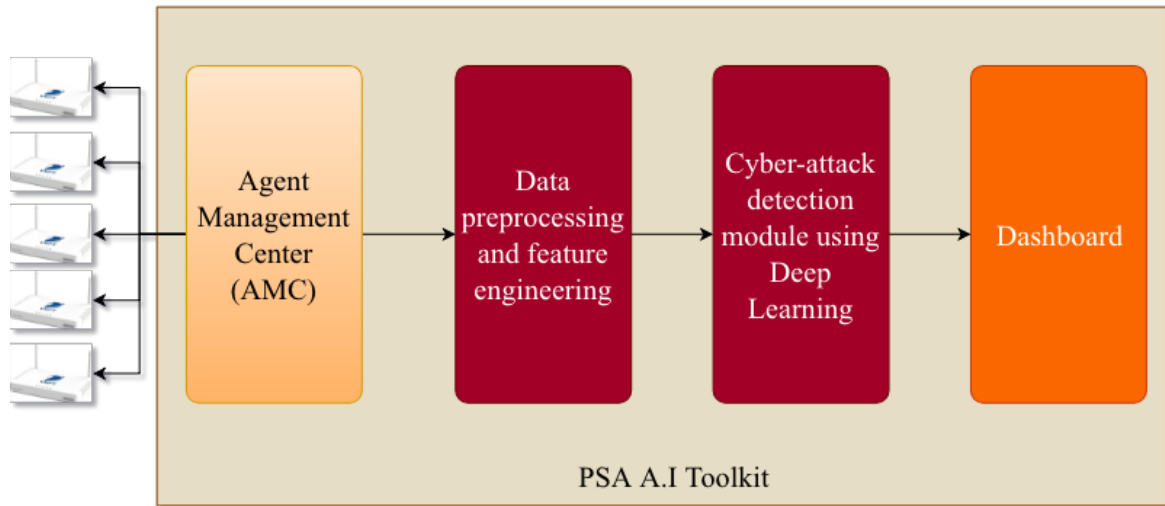 Agent
Management
Center
(AMC)
Data
preprocessing
and feature
engineering
Cyber-attack
detection
module using
Deep
Learning
Dashboard
PSA A.I Toolkit